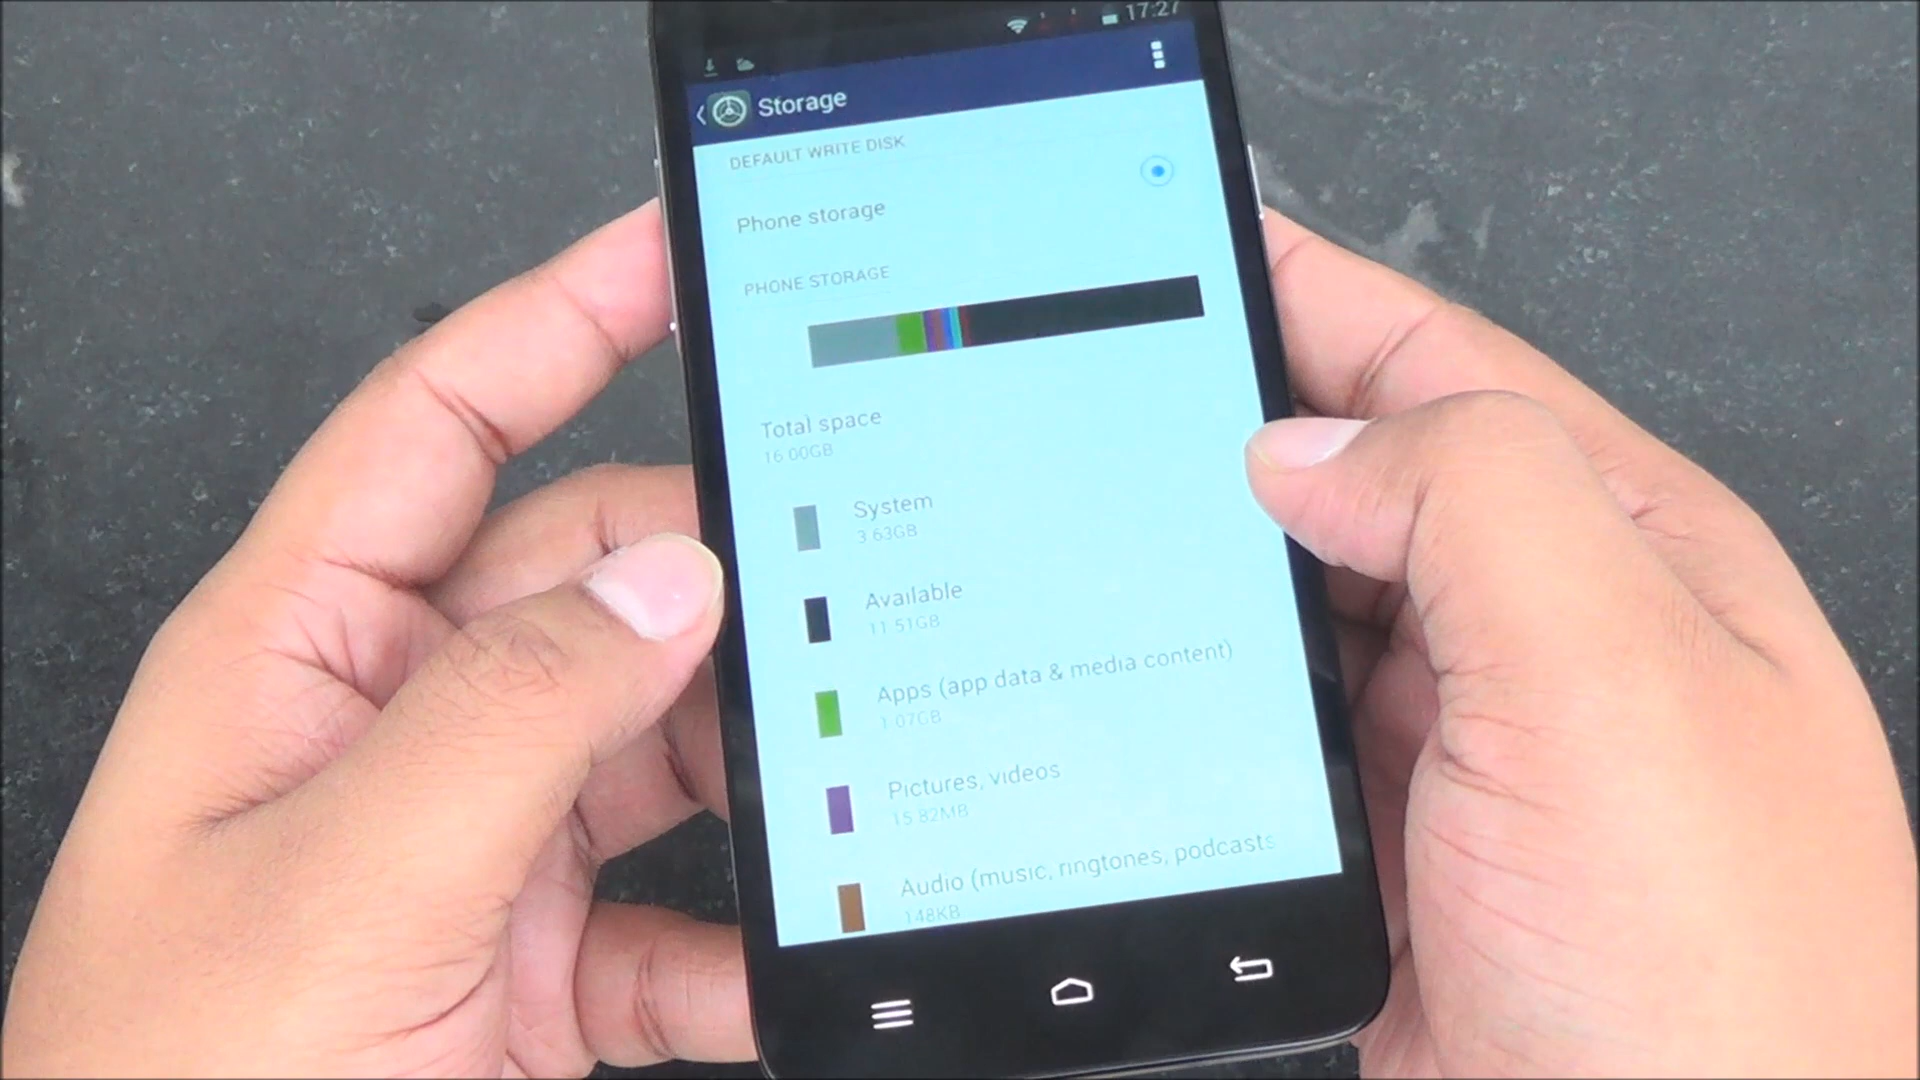 17:27
Storage
DEFAULT WRITE DISK
Phone storage
PHONE STORAGE
Total space
16.00GB
System
3.63GB
Available
11.51GB
Apps (app data & media content)
1.07GB
Pictures, videos
15.82MB
Audio (music, ringtones, podcasts
148KB